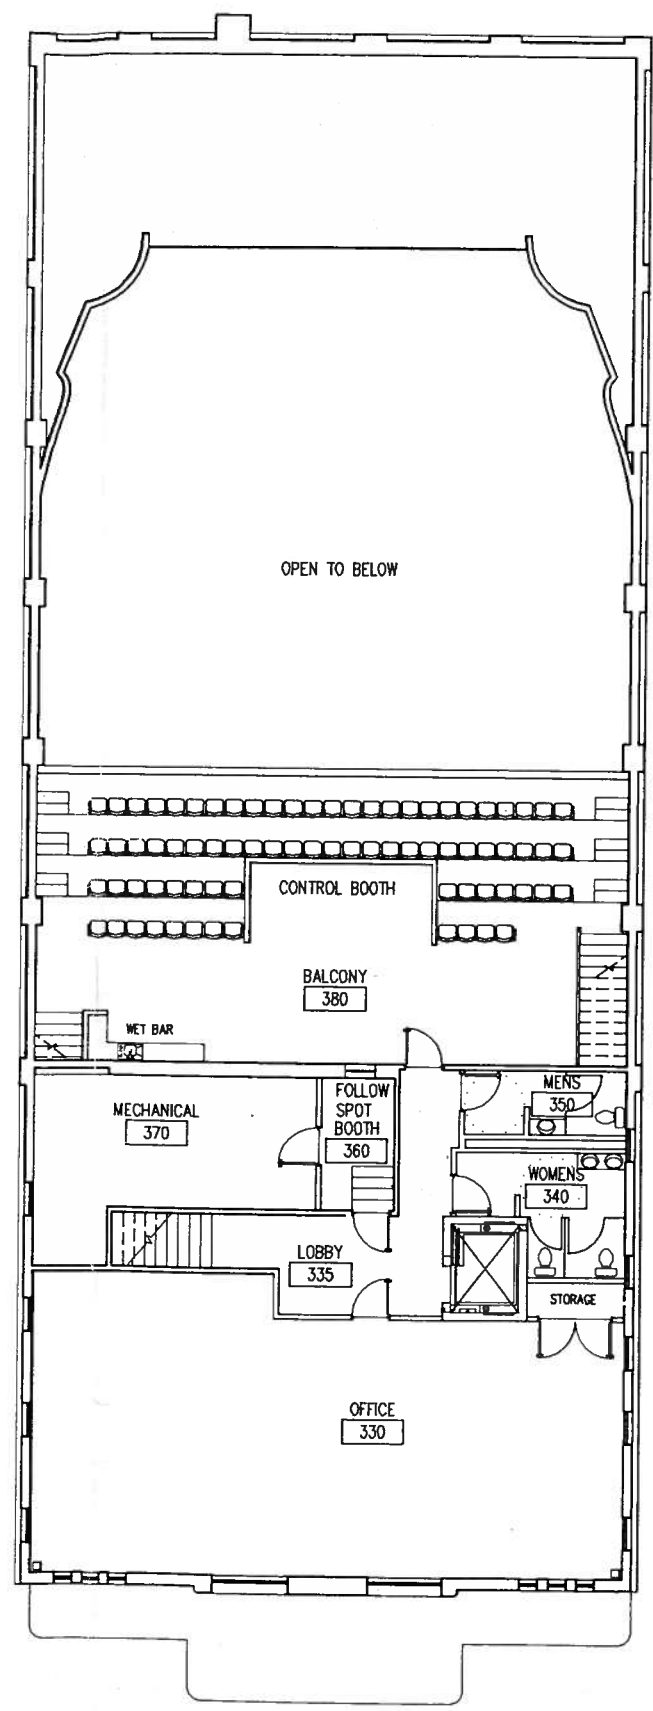 OPEN TO BELOW
CONTROL BOOTH
BALCONY
380
WET BAR
MENS
350
FOLLOW
SPOT
BOOTH
360
MECHANICAL
370
WOMENS
340
LOBBY
335
STORAGE
OFFICE
330